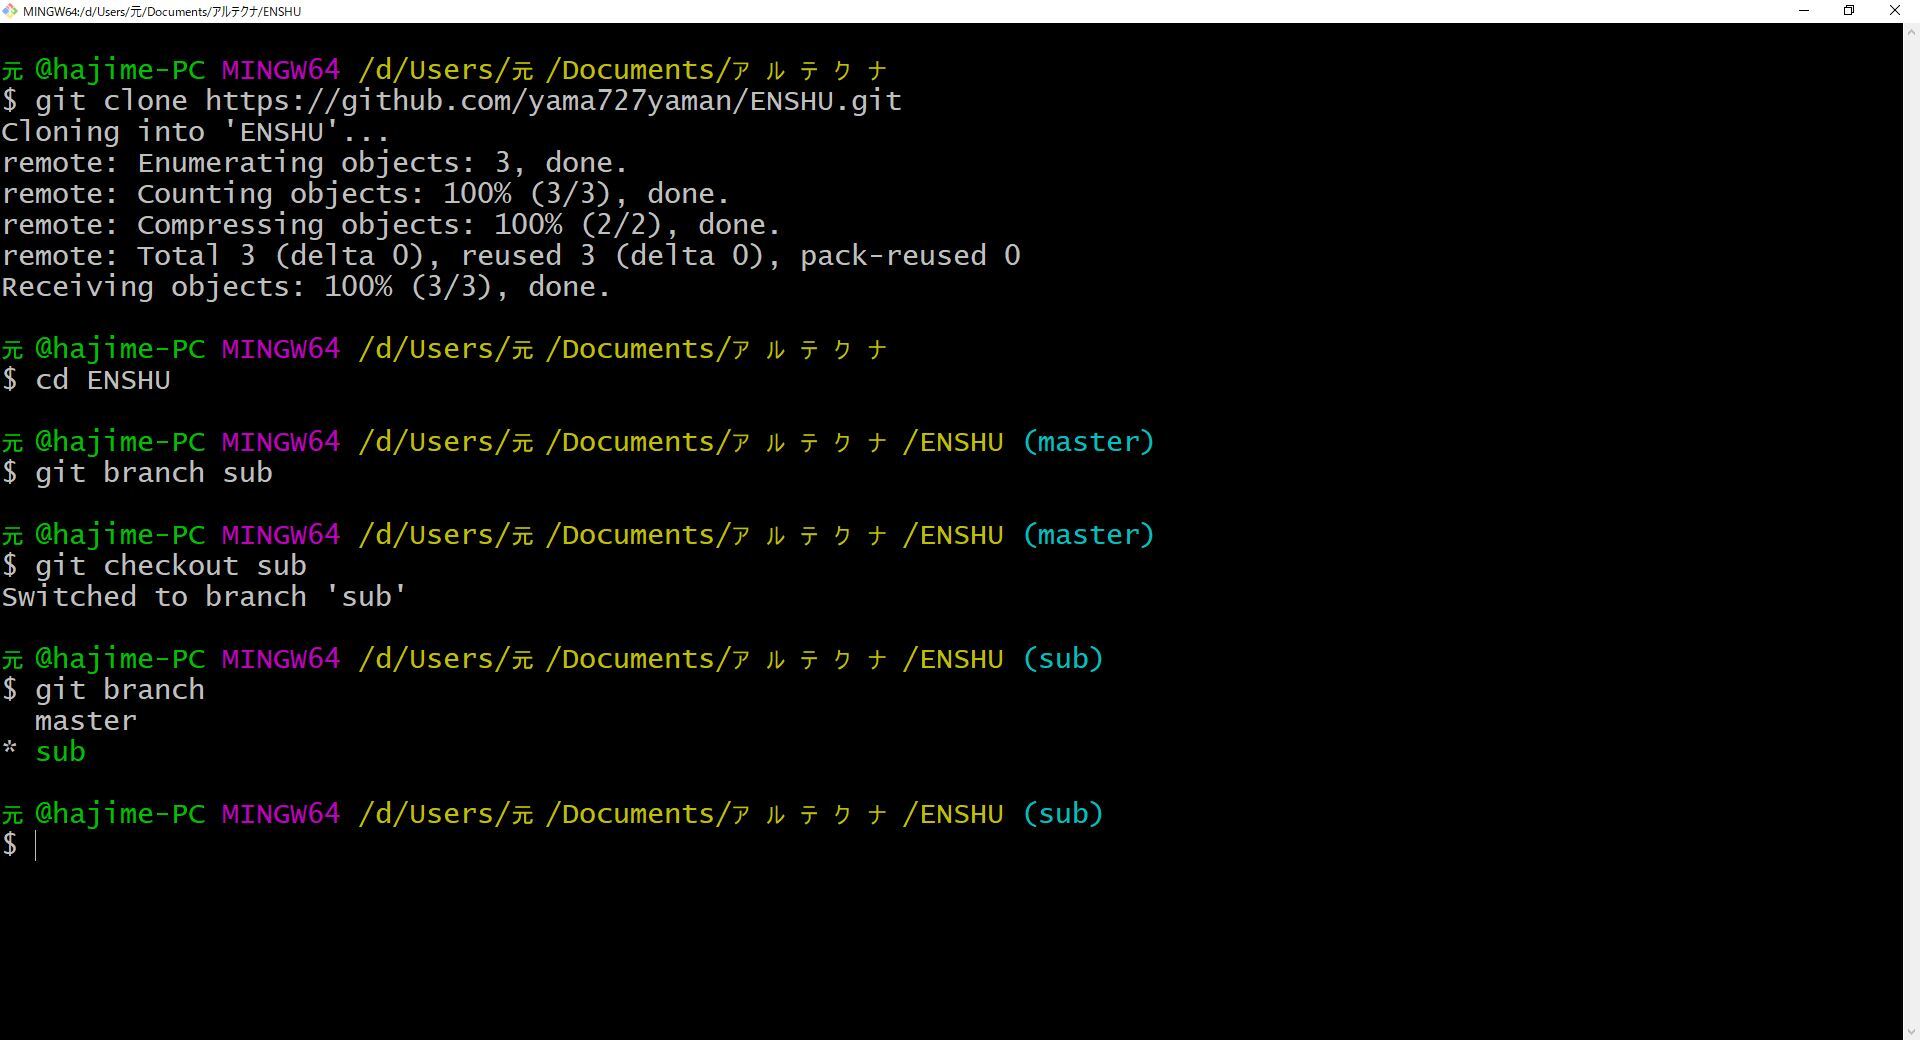 MINGW64:/d/Users/元/Documents/アルテクナ/ENSHU
元@hajime-PC MINGW64 /d/Users/元/Documents/アルテクナ
$ git clone https://github.com/yama727yaman/ENSHU.git
Cloning into 'ENSHU'...
remote: Enumerating objects: 3, done.
remote: Counting objects: 100% (3/3), done.
remote: Compressing objects: 100% (2/2), done.
remote: Total 3 (delta 0), reused 3 (delta 0), pack-reused 0
Receiving objects: 100% (3/3), done.
元@hajime-PC MINGW64 /d/Users/元/Documents/アルテクナ
$ cd ENSHU
元@hajime-PC MINGW64 /d/Users/元/Documents/アルテクナ/ENSHU (master)
$ git branch sub
元@hajime-PC MINGW64 /d/Users/元/Documents/アルテクナ/ENSHU (master)
$ git checkout sub
Switched to branch 'sub'
元@hajime-PC MINGW64 /d/Users/元/Documents/アルテクナ/ENSHU (sub)
$ git branch
  master
* sub
元@hajime-PC MINGW64 /d/Users/元/Documents/アルテクナ/ENSHU (sub)
$